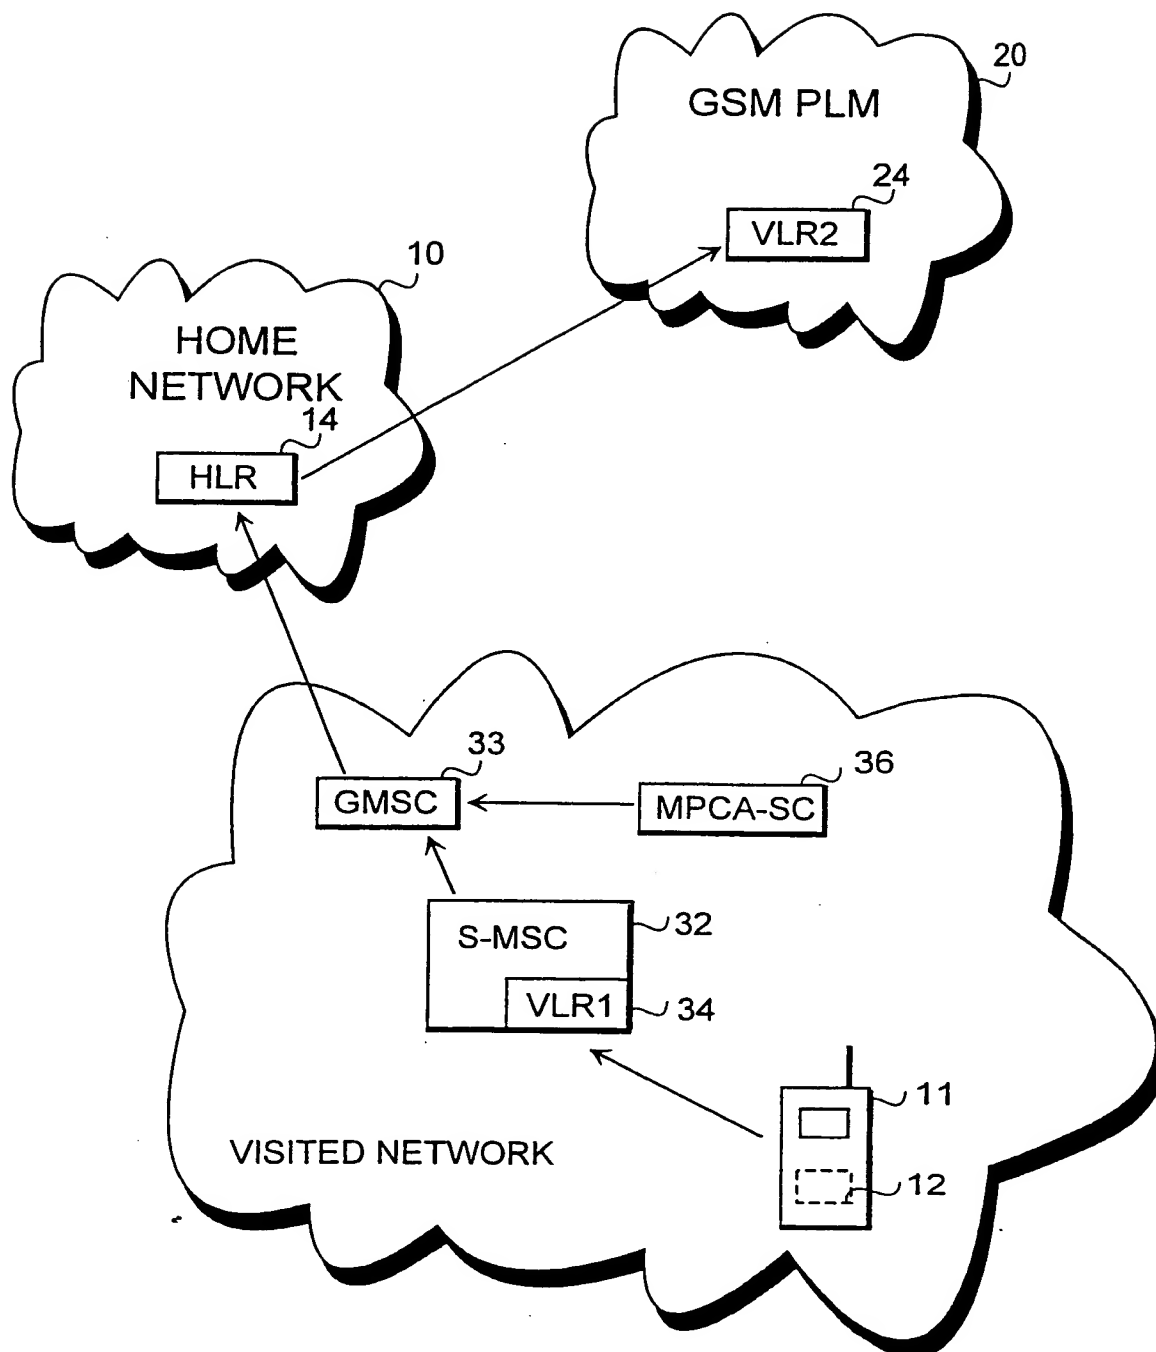 20
GSM PLM
24
VLR2
10
HOME
NETWORK
14
HLR
33
GMSC
36
MPCA-SC
32
S-MSC
VLR1
34
11
VISITED NETWORK
12